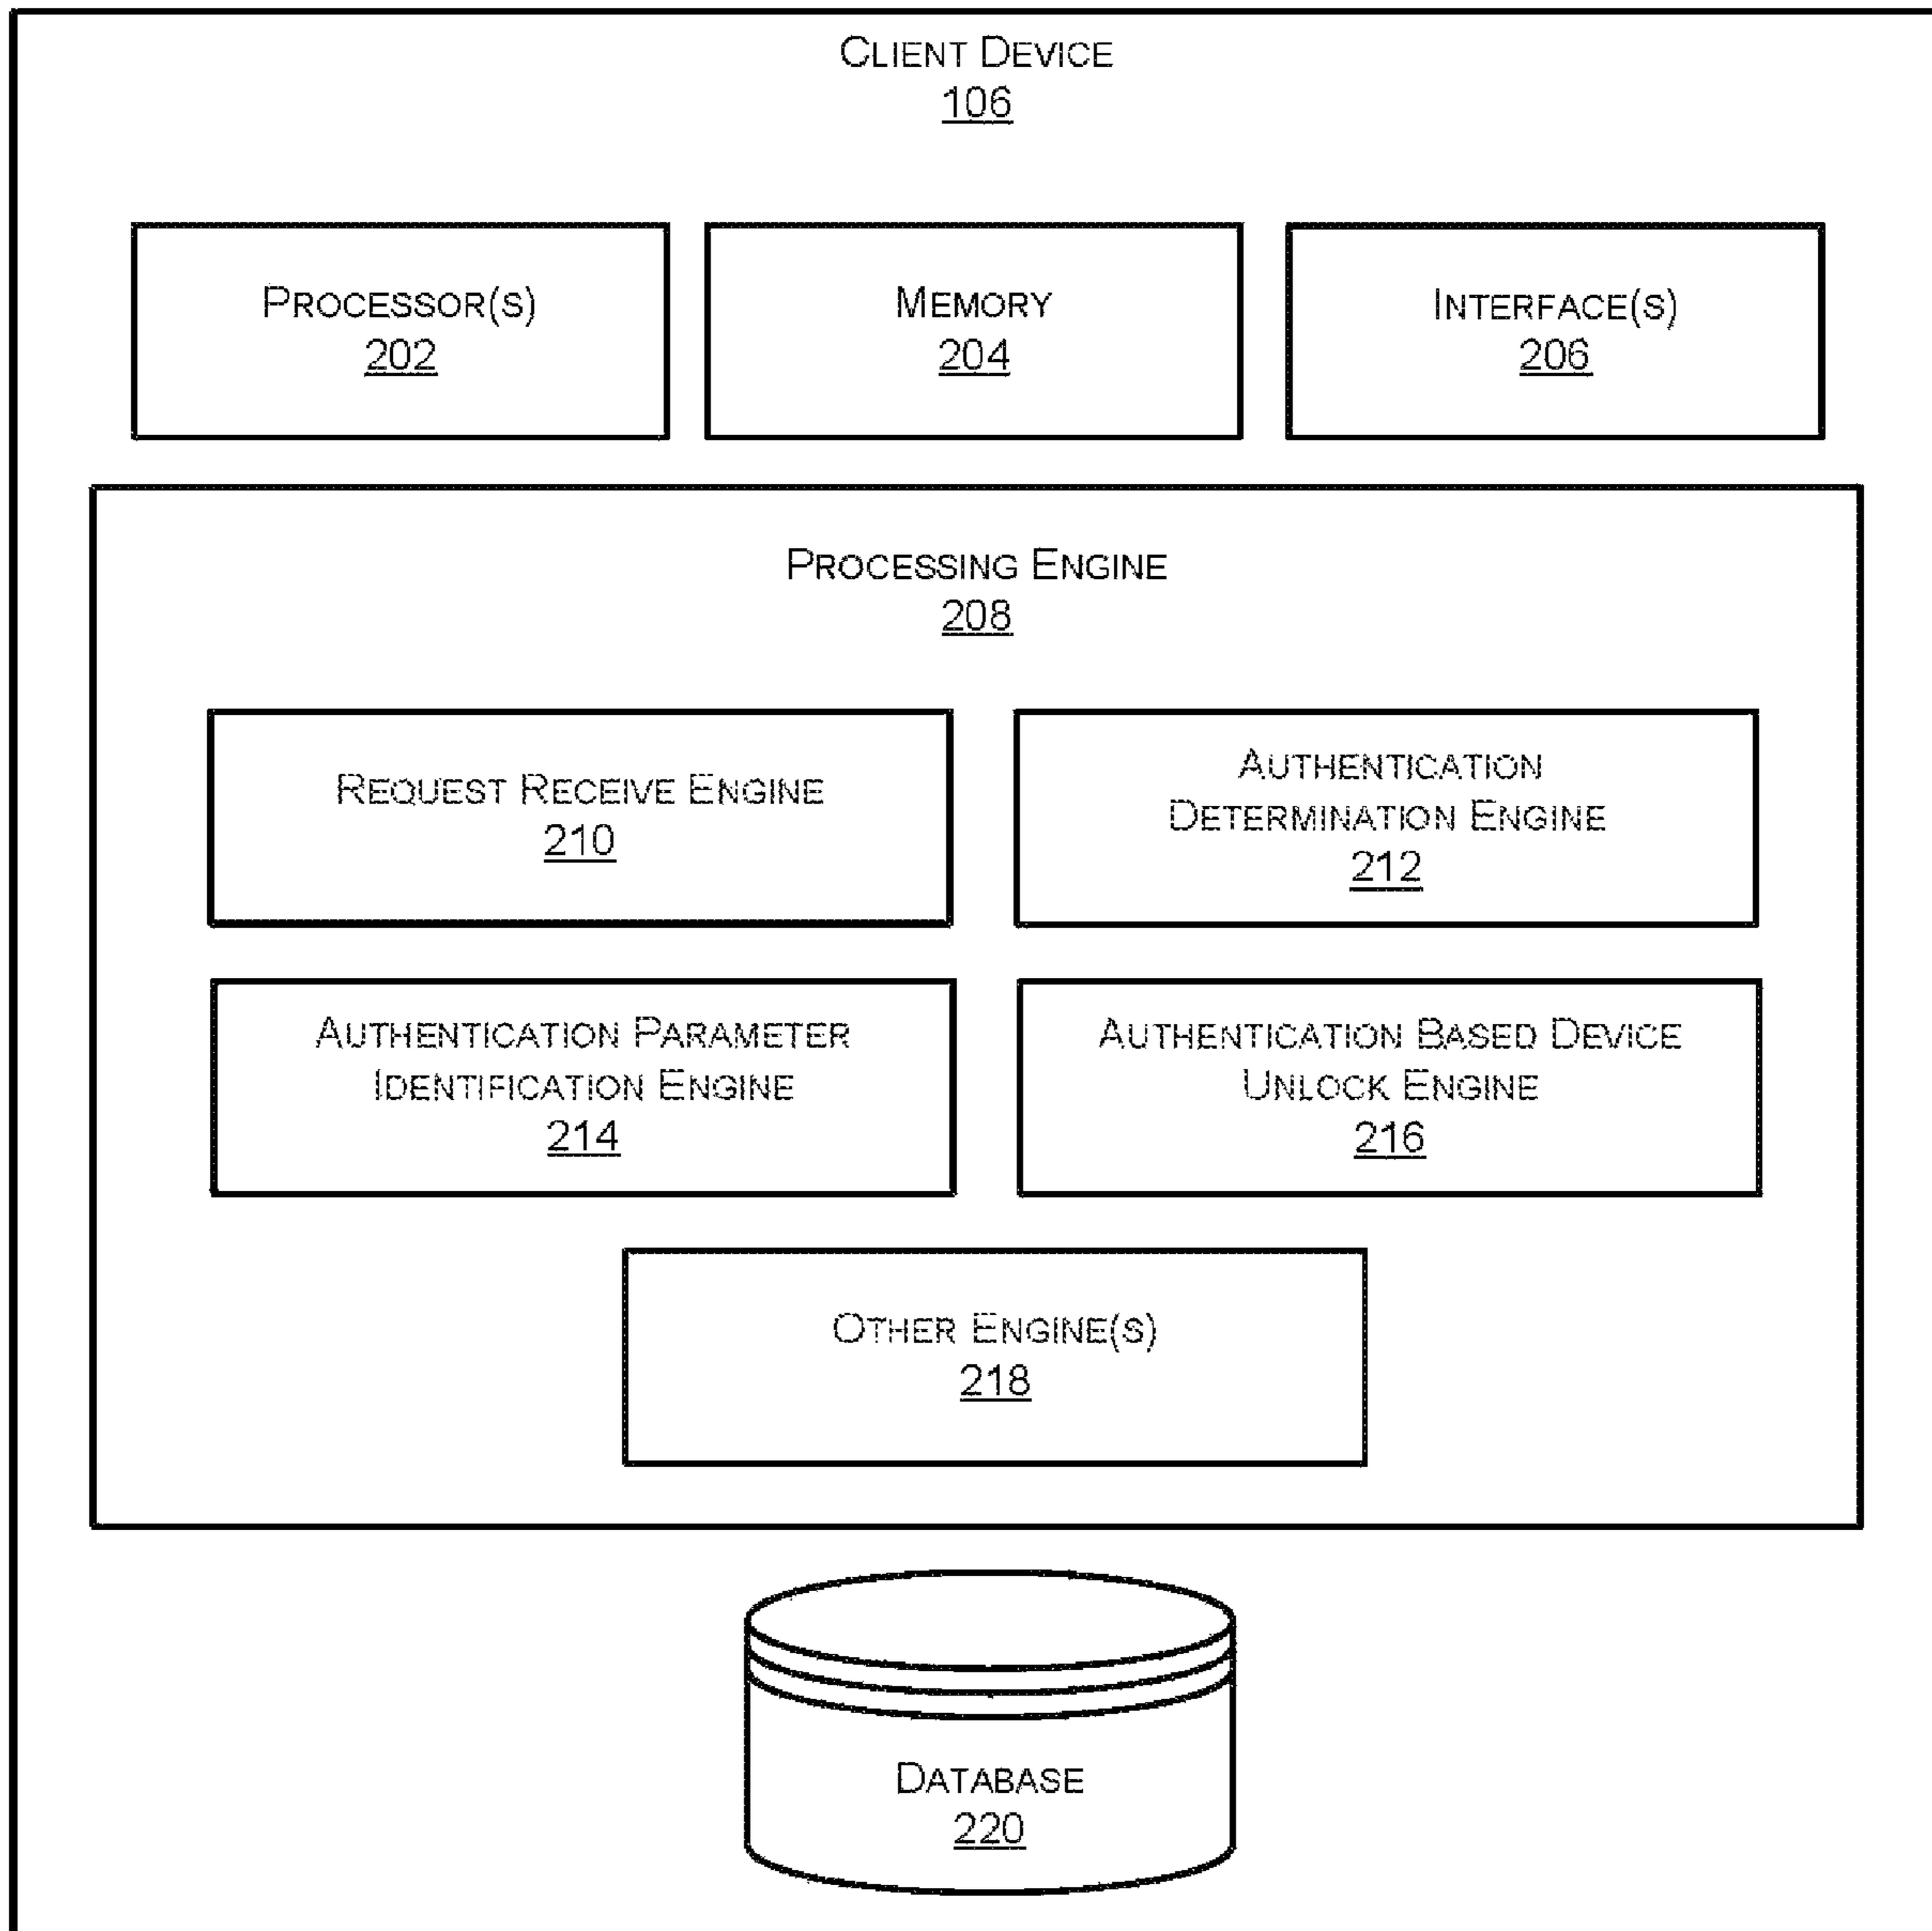 CLIENT DEVICE
106
PROCESSOR(S)
202
MEMORY
204
INTERFACE(S)
206
PROCESSING ENGINE
208
REQUEST RECEIVE ENGINE
210
AUTHENTICATION
DETERMINATION ENGINE
212
AUTHENTICATION PARAMETER
IDENTIFICATION ENGINE
214
AUTHENTICATION BASED DEVICE
UNLOCK ENGINE
216
OTHER ENGINE(S)
218
DATABASE
220